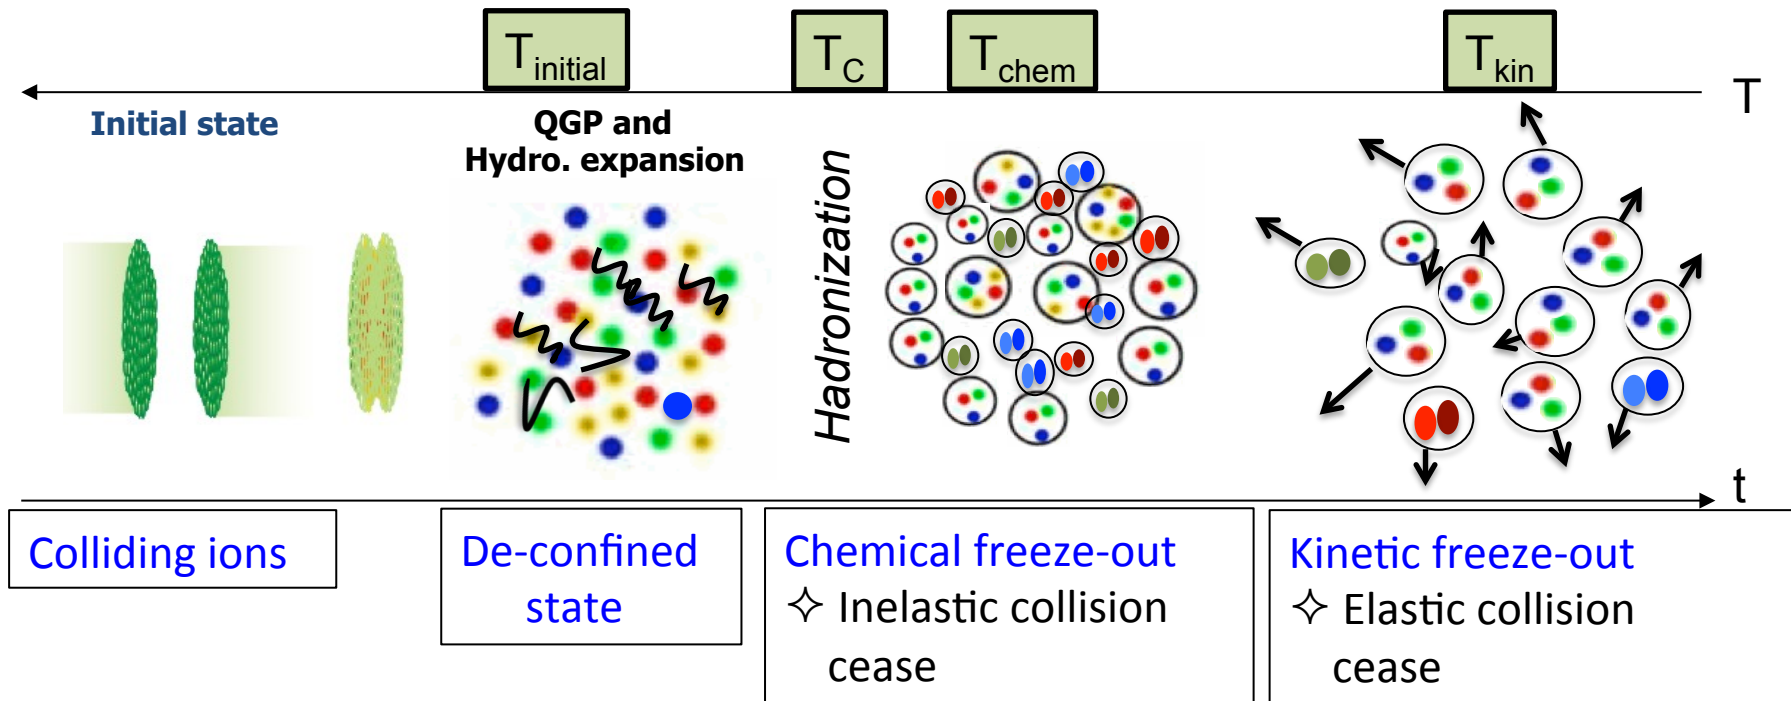 T_initial
T_C
T_chem
T_kin
T
Initial state
QGP and
Hydro. expansion
Hadronization
t
Colliding ions
De-confined
state
Chemical freeze-out
✧ Inelastic collision
cease
Kinetic freeze-out
✧ Elastic collision
cease